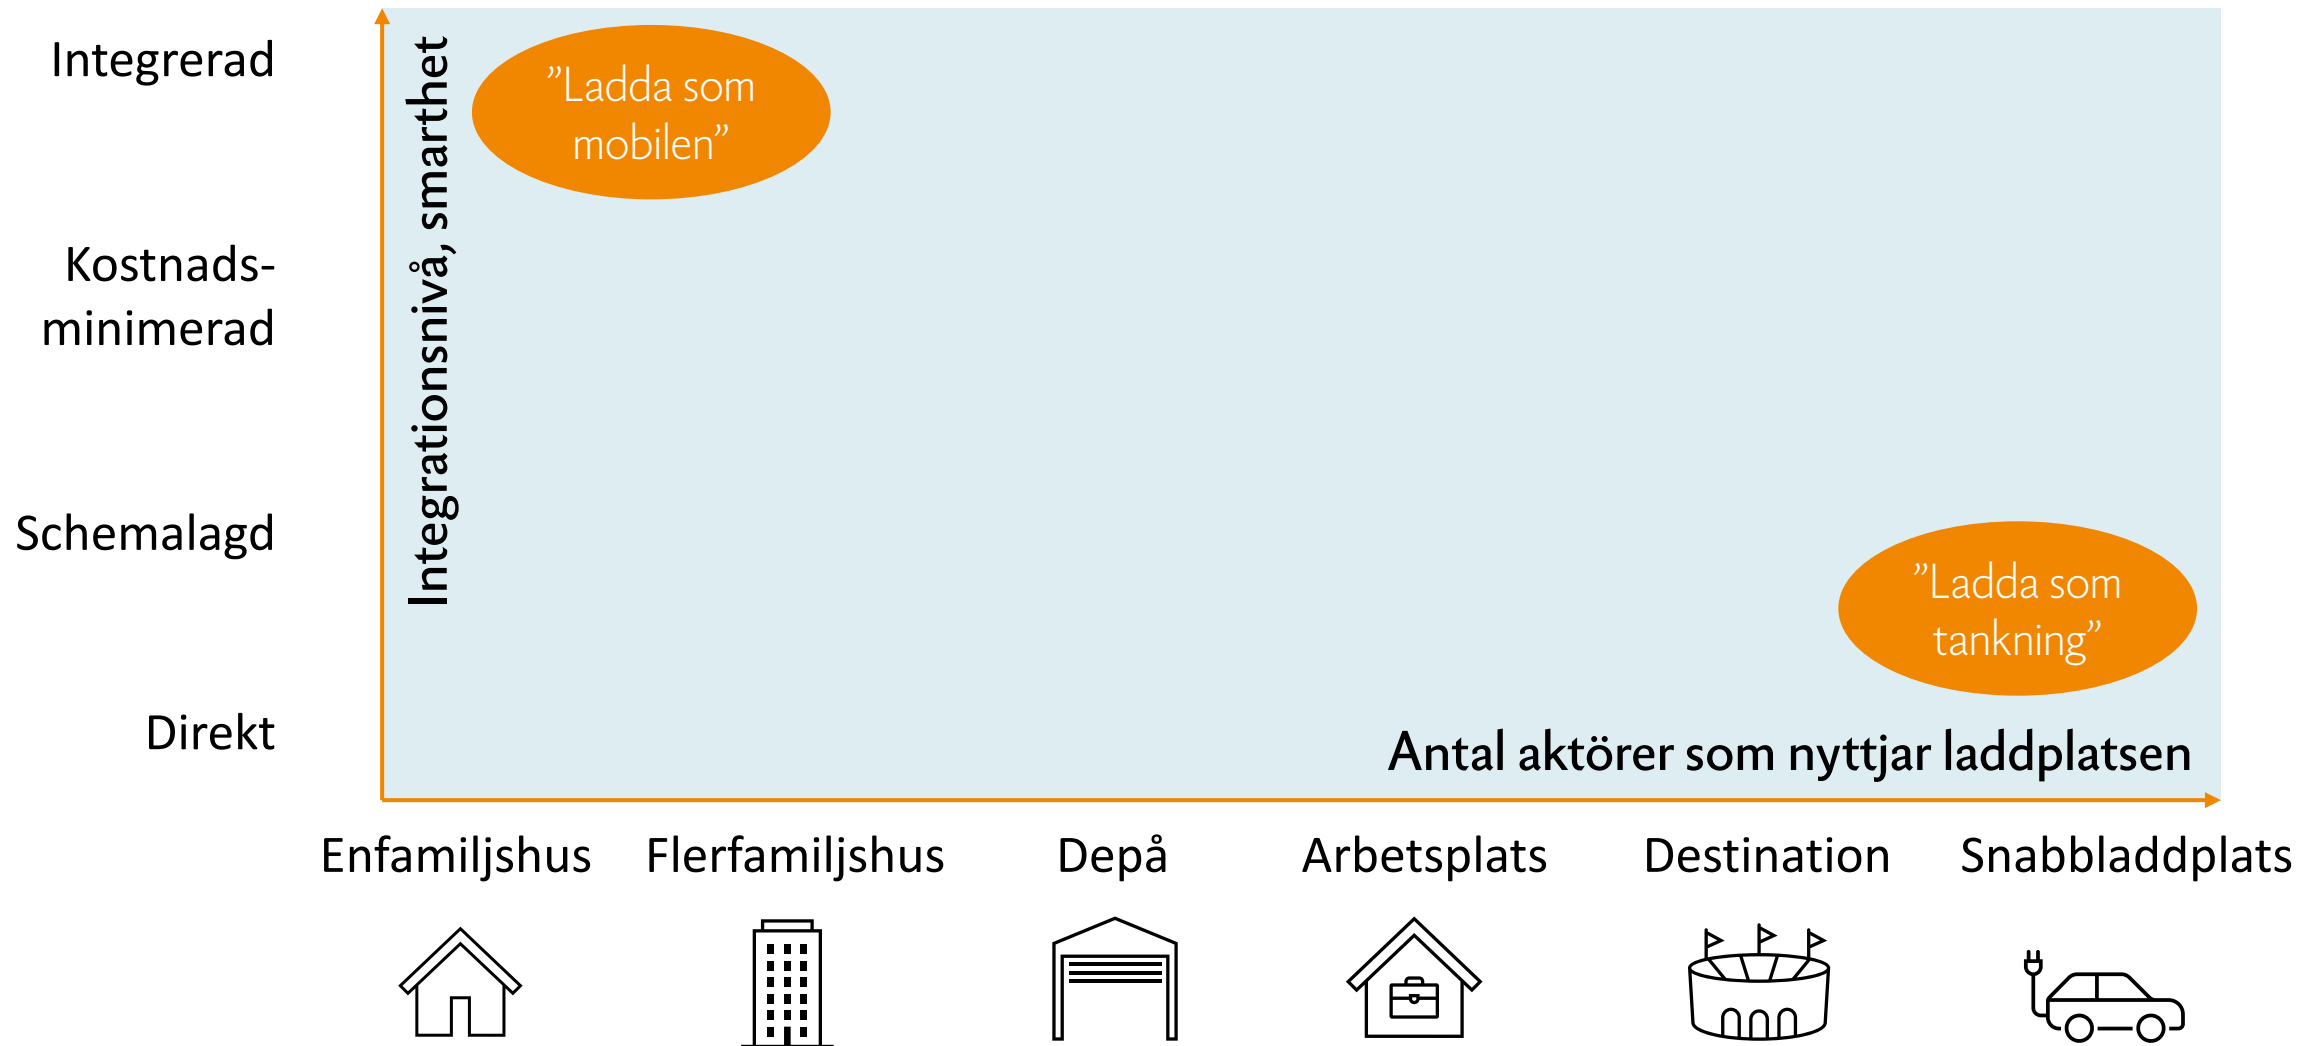 Integrerad
Kostnads-
minimerad
Schemalagd
Direkt
Integrationsnivå, smarthet
”Ladda som
mobilen”
”Ladda som
tankning”
Antal aktörer som nyttjar laddplatsen
Enfamiljshus Flerfamiljshus Depå Arbetsplats Destination Snabbladdplats